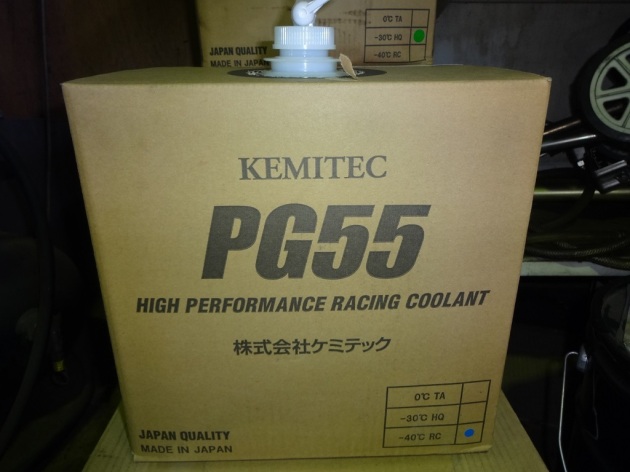 0℃ TA
-30℃ HQ
-40℃ RC
JAPAN QUALITY
MADE IN JAPAN
KEMITEC
PG55
HIGH PERFORMANCE RACING COOLANT
株式会社ケミテック
0℃ TA
-30℃ HQ
-40℃ RC
JAPAN QUALITY
MADE IN JAPAN